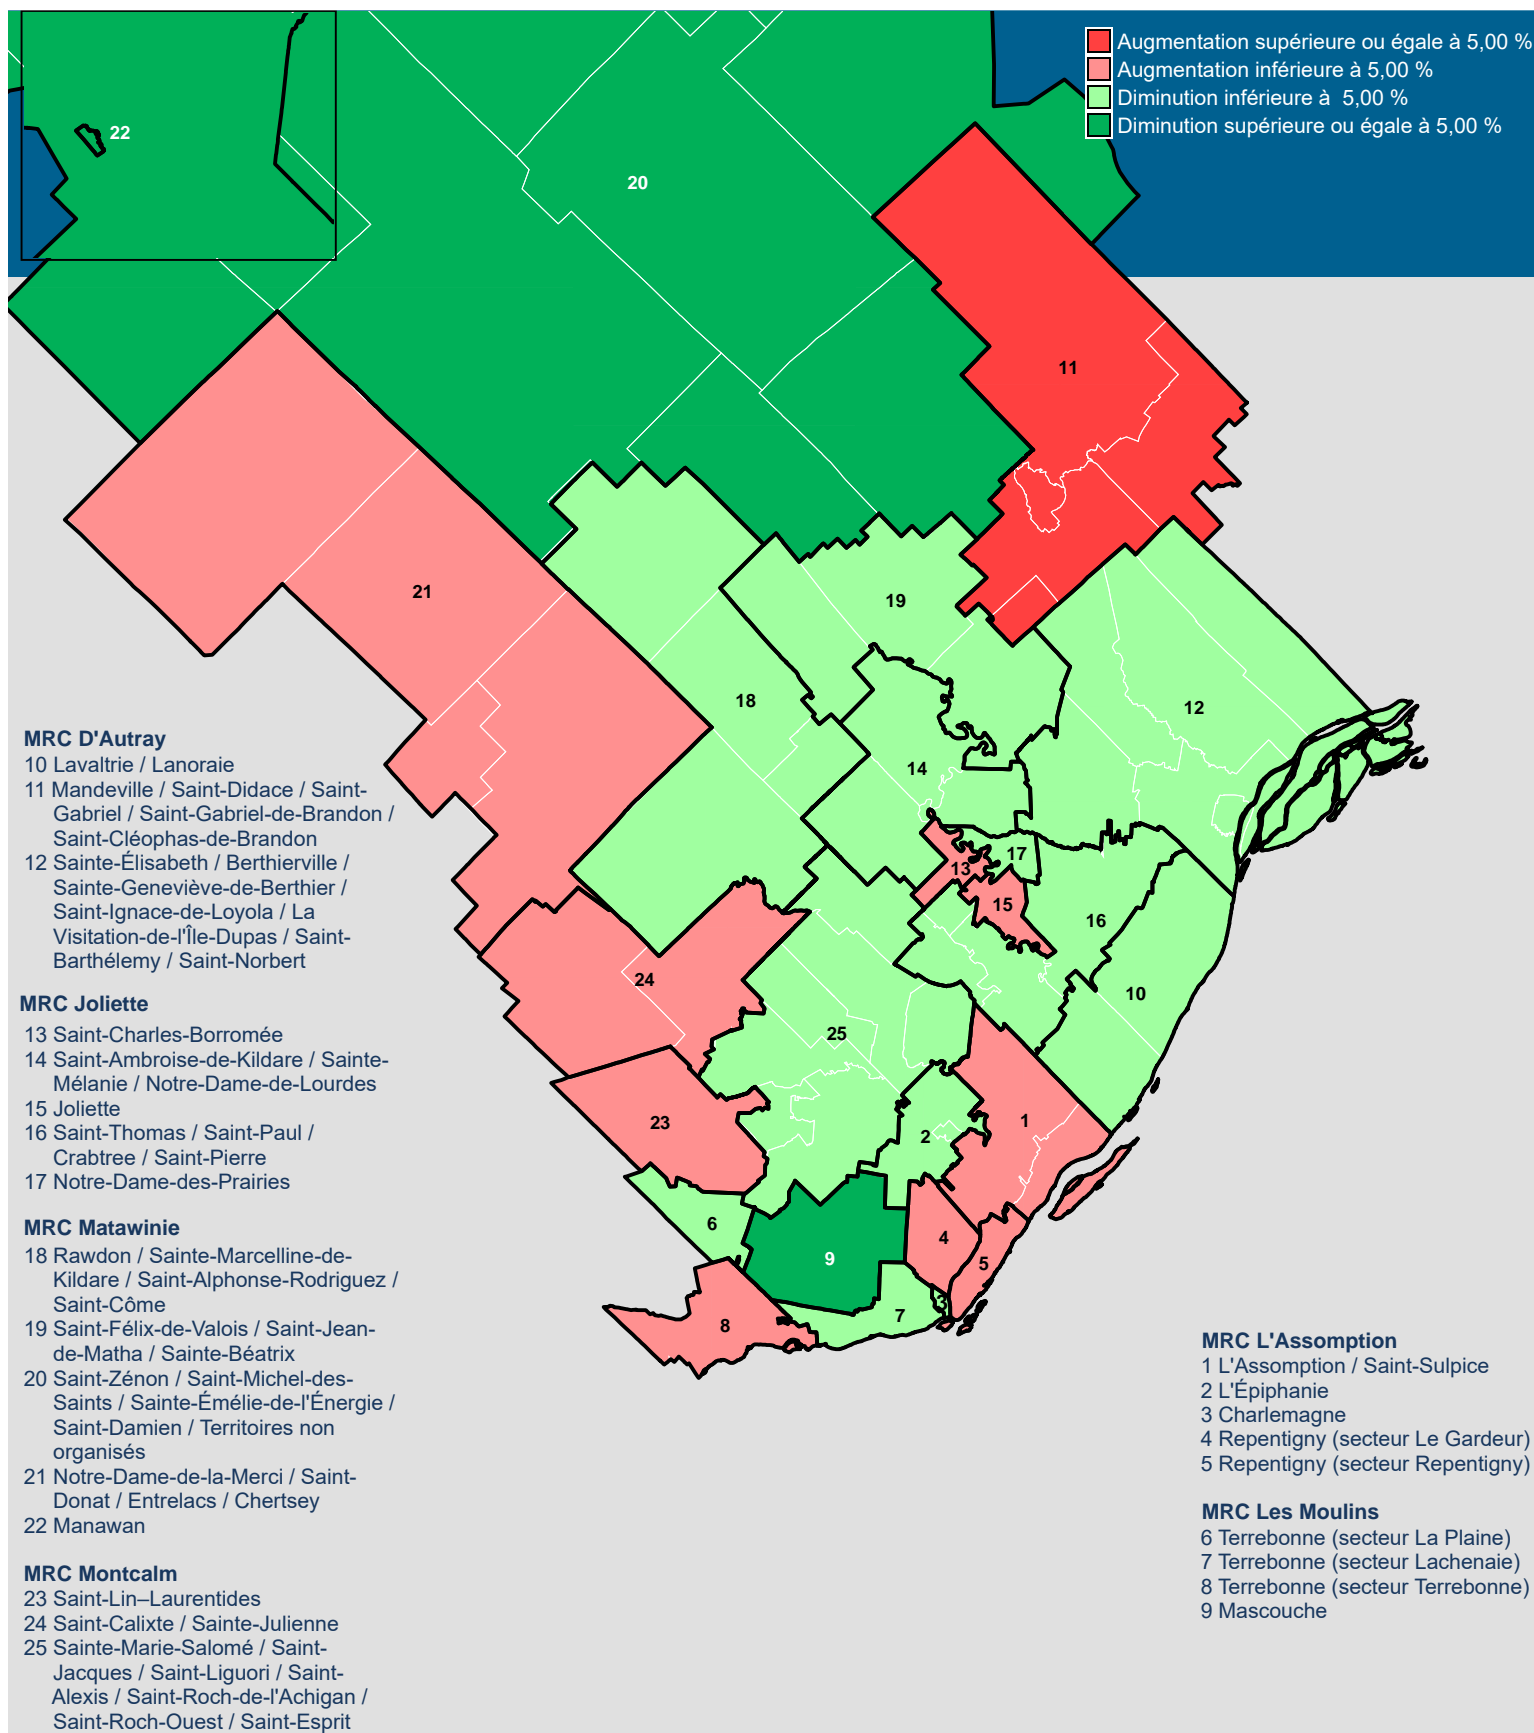 Augmentation supérieure ou égale à 5,00 %
Augmentation inférieure à 5,00 %
Diminution inférieure à  5,00 %
Diminution supérieure ou égale à 5,00 %
22
20
11
21
19
18
12
14
17
13
15
16
24
10
25
23
1
2
6
4
9
5
3
7
8
MRC D'Autray
10 Lavaltrie / Lanoraie
11 Mandeville / Saint-Didace / Saint-
Gabriel / Saint-Gabriel-de-Brandon /
Saint-Cléophas-de-Brandon
12 Sainte-Élisabeth / Berthierville /
Sainte-Geneviève-de-Berthier /
Saint-Ignace-de-Loyola / La
Visitation-de-l'Île-Dupas / Saint-
Barthélemy / Saint-Norbert
MRC Joliette
13 Saint-Charles-Borromée
14 Saint-Ambroise-de-Kildare / Sainte-
Mélanie / Notre-Dame-de-Lourdes
15 Joliette
16 Saint-Thomas / Saint-Paul /
Crabtree / Saint-Pierre
17 Notre-Dame-des-Prairies
MRC Matawinie
18 Rawdon / Sainte-Marcelline-de-
Kildare / Saint-Alphonse-Rodriguez /
Saint-Côme
19 Saint-Félix-de-Valois / Saint-Jean-
de-Matha / Sainte-Béatrix
20 Saint-Zénon / Saint-Michel-des-
Saints / Sainte-Émélie-de-l'Énergie /
Saint-Damien / Territoires non
organisés
21 Notre-Dame-de-la-Merci / Saint-
Donat / Entrelacs / Chertsey
22 Manawan
MRC Montcalm
23 Saint-Lin–Laurentides
24 Saint-Calixte / Sainte-Julienne
25 Sainte-Marie-Salomé / Saint-
Jacques / Saint-Liguori / Saint-
Alexis / Saint-Roch-de-l'Achigan /
Saint-Roch-Ouest / Saint-Esprit
MRC L'Assomption
1 L'Assomption / Saint-Sulpice
2 L'Épiphanie
3 Charlemagne
4 Repentigny (secteur Le Gardeur)
5 Repentigny (secteur Repentigny)
MRC Les Moulins
6 Terrebonne (secteur La Plaine)
7 Terrebonne (secteur Lachenaie)
8 Terrebonne (secteur Terrebonne)
9 Mascouche